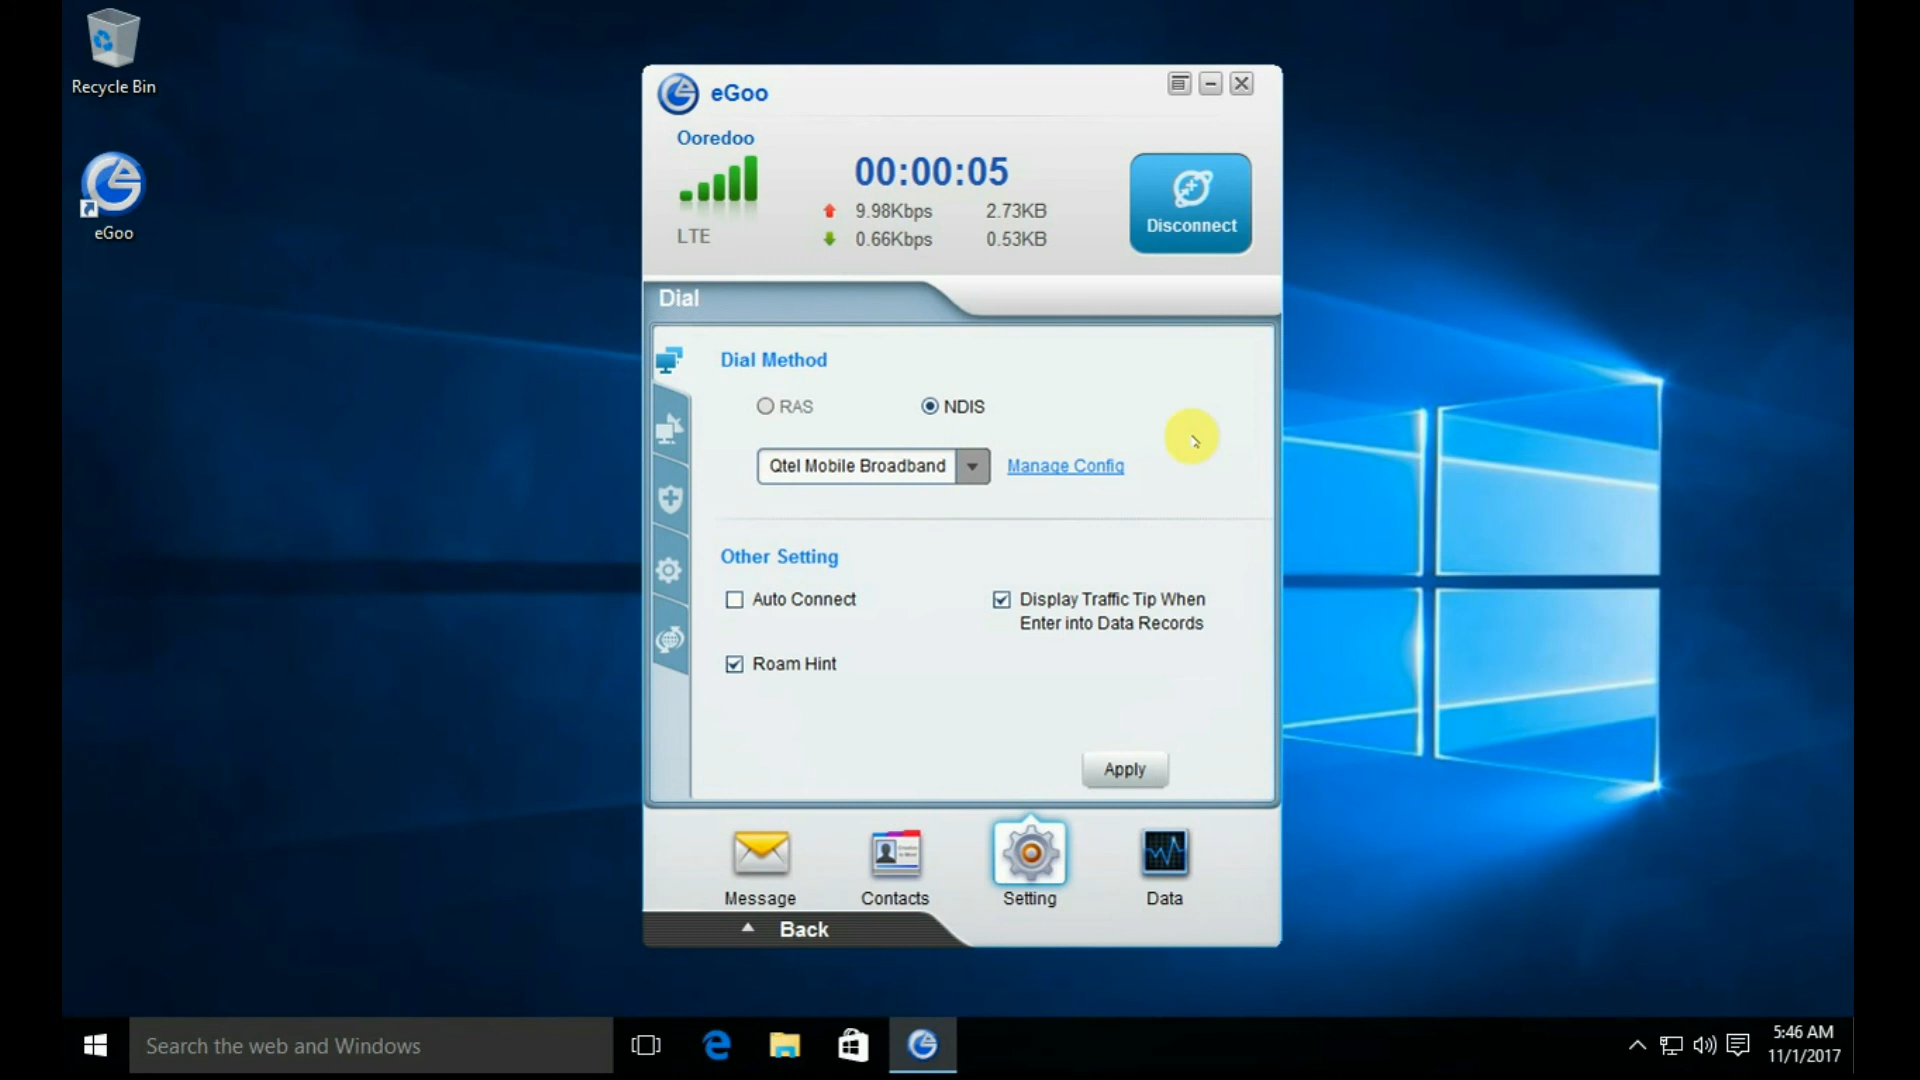 Recycle Bin
eGoo
eGoo
Ooredoo
LTE
00:00:05
9.98Kbps 2.73KB
0.66Kbps 0.53KB
Disconnect
Dial
Dial Method
RAS NDIS
Qtel Mobile Broadband Manage Config
Other Setting
Auto Connect
Display Traffic Tip When
Enter into Data Records
Roam Hint
Apply
Message Contacts Setting Data
Back
Search the web and Windows
5:46 AM
11/1/2017